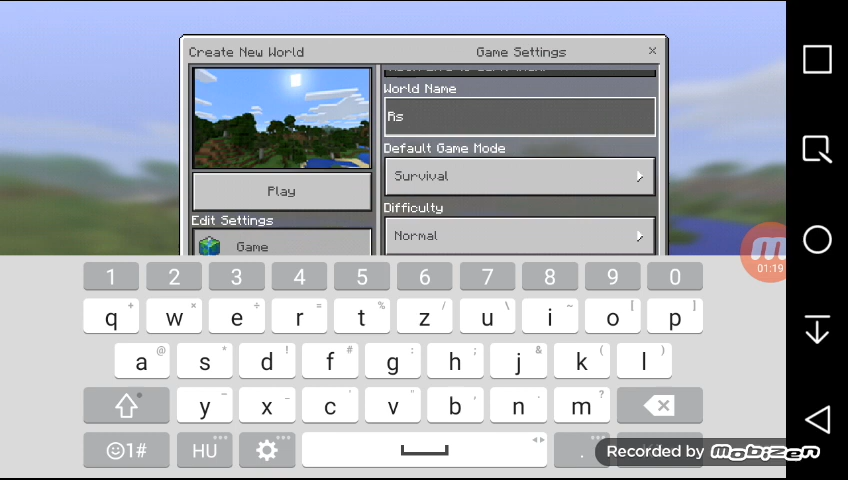 Create New World
Game Settings
World Name
Rs
Default Game Mode
Survival
Play
Difficulty
Edit Settings
Normal
Game
01:19
1 2 3 4 5 6 7 8 9 0
q + w × e ÷ r = t % z / u \ i ~ o [ p ]
a @ s * d ! f # g : h ; j & k ( l )
y - x _ c ' v " b , n . m ?
1# HU .
Recorded by mobizen